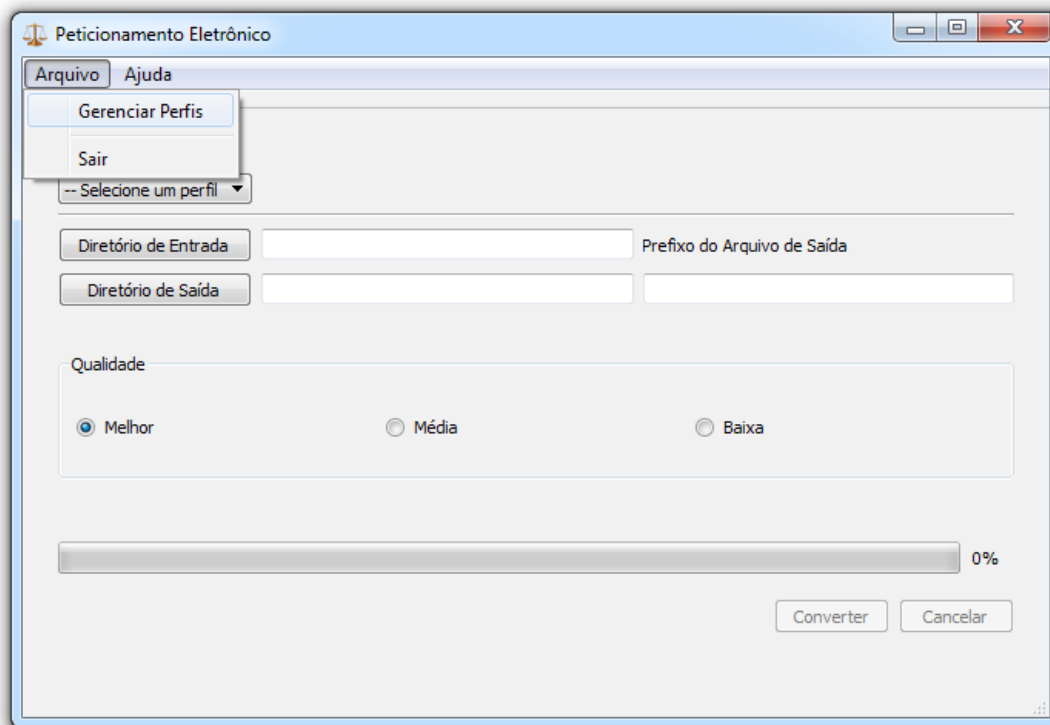 Peticionamento Eletrônico
Arquivo Ajuda
Gerenciar Perfis
Sair
-- Selecione um perfil
Diretório de Entrada Prefixo do Arquivo de Saída
Diretório de Saída
Qualidade
Melhor Média Baixa
0%
Converter Cancelar